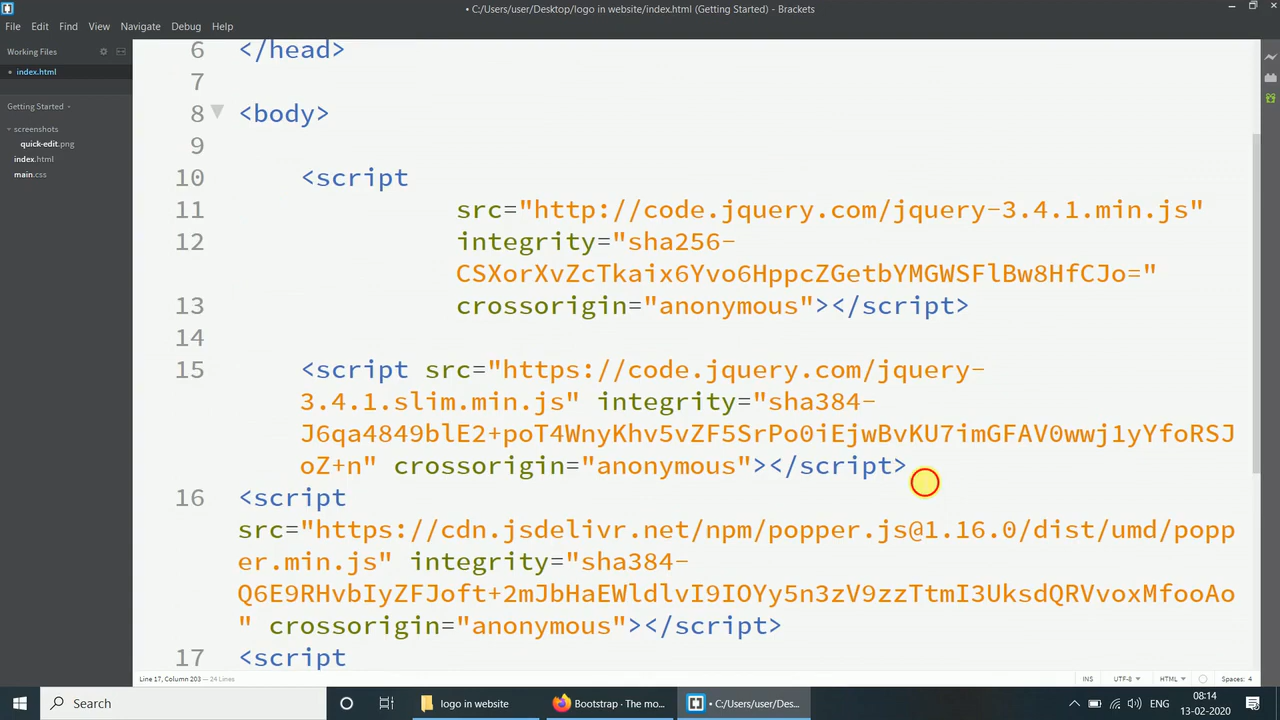 • C:/Users/user/Desktop/logo in website/index.html (Getting Started) - Brackets
File Edit Find View Navigate Debug Help
Working Files
• index.html
Getting Started
screenshots
quick-edit.png
index.html
main.css
6 </head>
7
8 <body>
9
10 <script
11 src="http://code.jquery.com/jquery-3.4.1.min.js"
12 integrity="sha256-
CSXorXvZcTkaix6Yvo6HppcZGetbYMGWSFlBw8HfCJo="
13 crossorigin="anonymous"></script>
14
15 <script src="https://code.jquery.com/jquery-
3.4.1.slim.min.js" integrity="sha384-
J6qa4849blE2+poT4WnyKhv5vZF5SrPo0iEjwBvKU7imGFAV0wwj1yYfoRSJ
oZ+n" crossorigin="anonymous"></script>
16 <script
src="https://cdn.jsdelivr.net/npm/popper.js@1.16.0/dist/umd/popp
er.min.js" integrity="sha384-
Q6E9RHvbIyZFJoft+2mJbHaEWldlvI9IOYy5n3zV9zzTtmI3UksdQRVvoxMfooAo
" crossorigin="anonymous"></script>
17 <script
Line 17, Column 203 — 24 Lines
INS UTF-8 HTML Spaces: 4
Search
logo in website
Bootstrap · The mo...
• C:/Users/user/Des...
ENG
08:14
13-02-2020